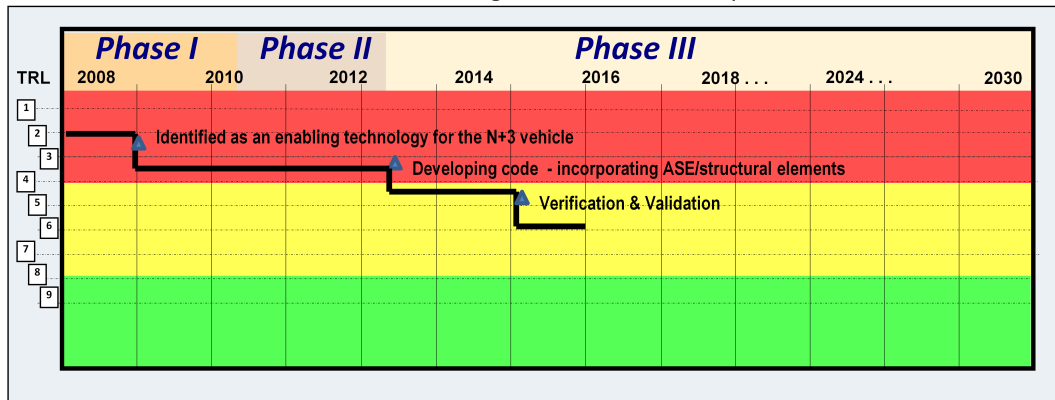 Phase I Phase II Phase III
TRL 2008 2010 2012 2014 2016 2018 . . . 2024 . . . 2030
1
2 Identified as an enabling technology for the N+3 vehicle
3 Developing code - incorporating ASE/structural elements
4
5 Verification & Validation
6
7
8
9